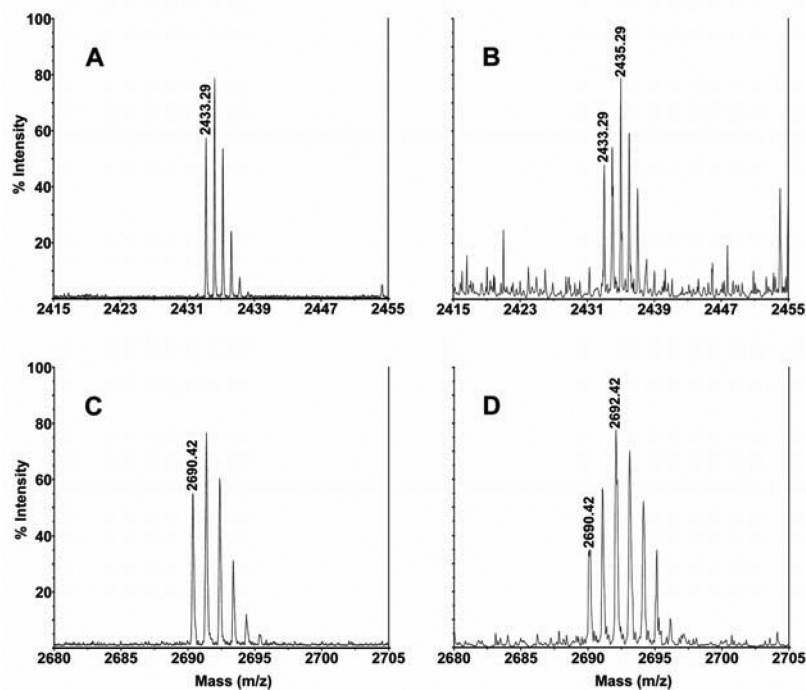 100
80
60
40
20
% Intensity
A
2433.29
2415 2423 2431 2439 2447 2455
B
2433.29
2435.29
2415 2423 2431 2439 2447 2455
100
80
60
40
20
% Intensity
C
2690.42
2680 2685 2690 2695 2700 2705
Mass (m/z)
D
2690.42
2692.42
2680 2685 2690 2695 2700 2705
Mass (m/z)